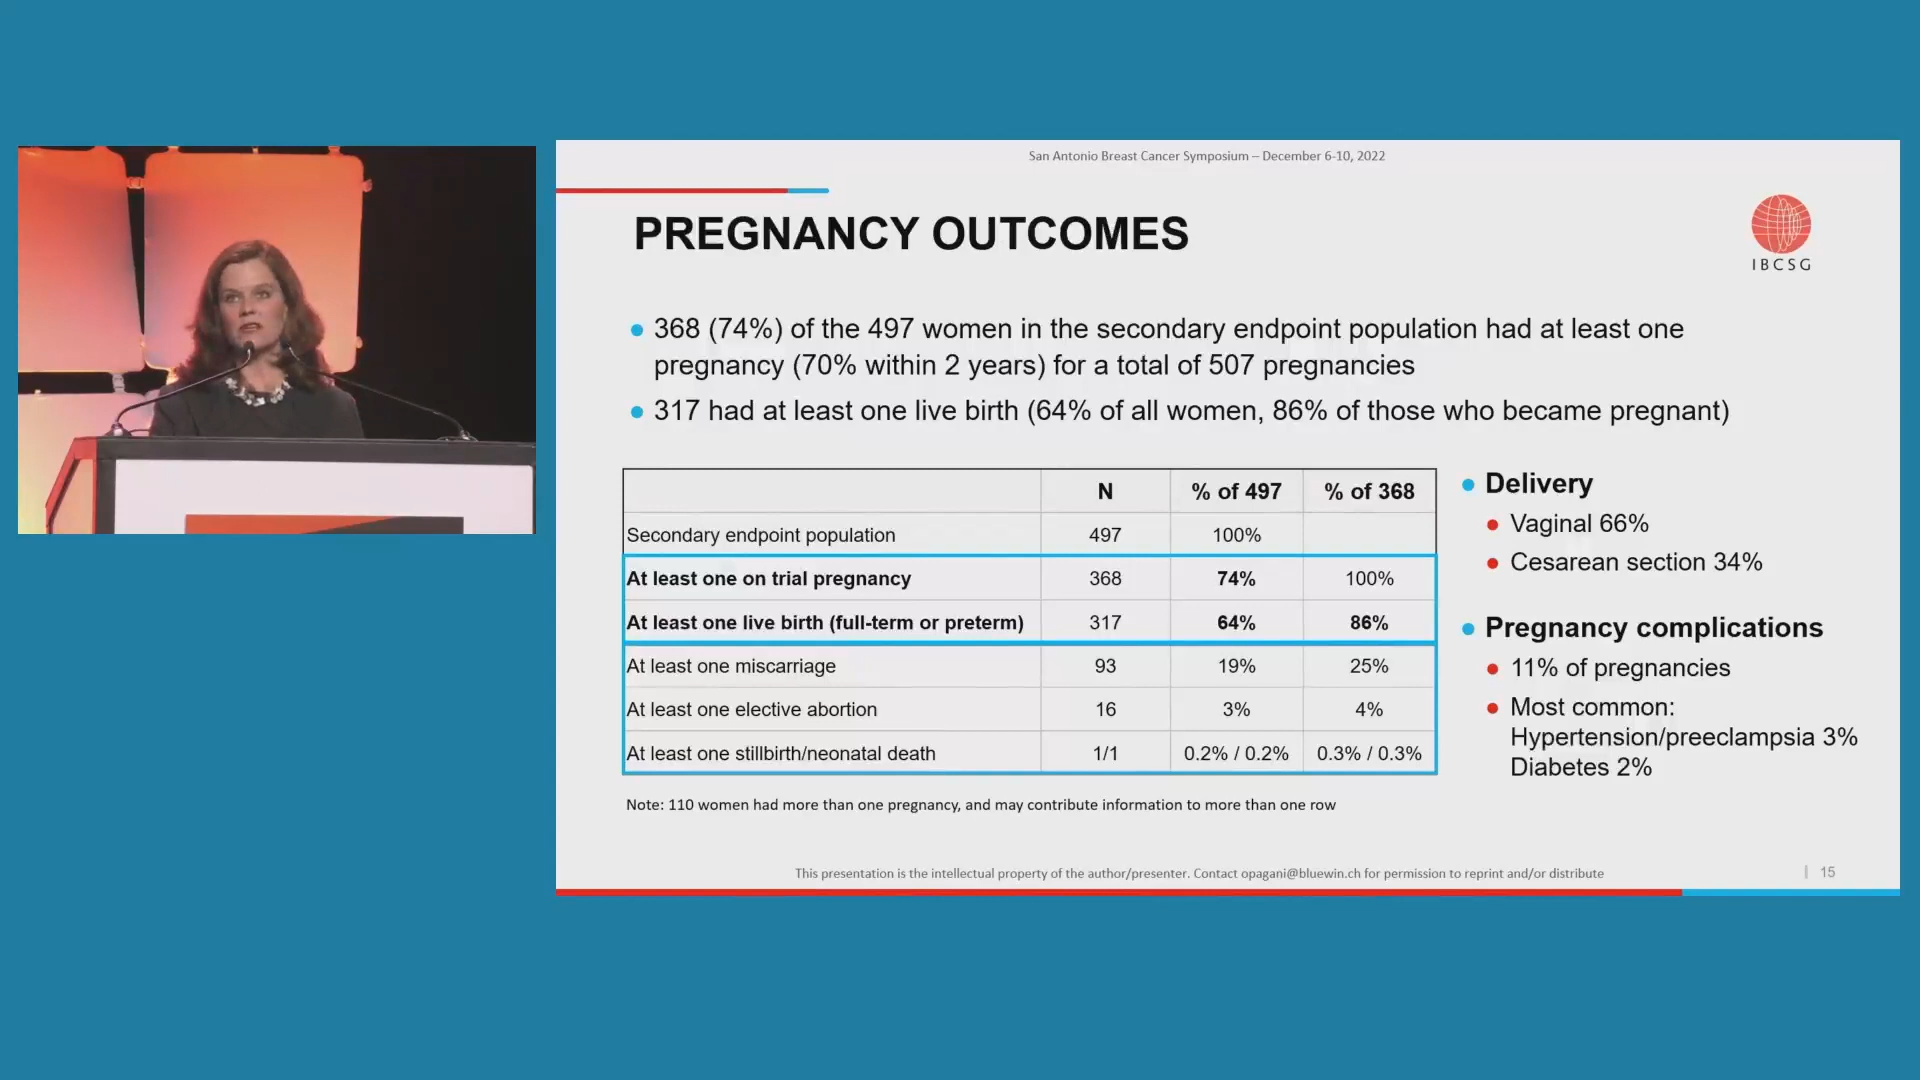 San Antonio Breast Cancer Symposium – December 6-10, 2022
PREGNANCY OUTCOMES
IBCSG
368 (74%) of the 497 women in the secondary endpoint population had at least one
pregnancy (70% within 2 years) for a total of 507 pregnancies
317 had at least one live birth (64% of all women, 86% of those who became pregnant)
N % of 497 % of 368
Secondary endpoint population 497 100%
At least one on trial pregnancy 368 74% 100%
At least one live birth (full-term or preterm) 317 64% 86%
At least one miscarriage 93 19% 25%
At least one elective abortion 16 3% 4%
At least one stillbirth/neonatal death 1/1 0.2% / 0.2% 0.3% / 0.3%
Note: 110 women had more than one pregnancy, and may contribute information to more than one row
Delivery
Vaginal 66%
Cesarean section 34%
Pregnancy complications
11% of pregnancies
Most common:
Hypertension/preeclampsia 3%
Diabetes 2%
This presentation is the intellectual property of the author/presenter. Contact opagani@bluewin.ch for permission to reprint and/or distribute
| 15